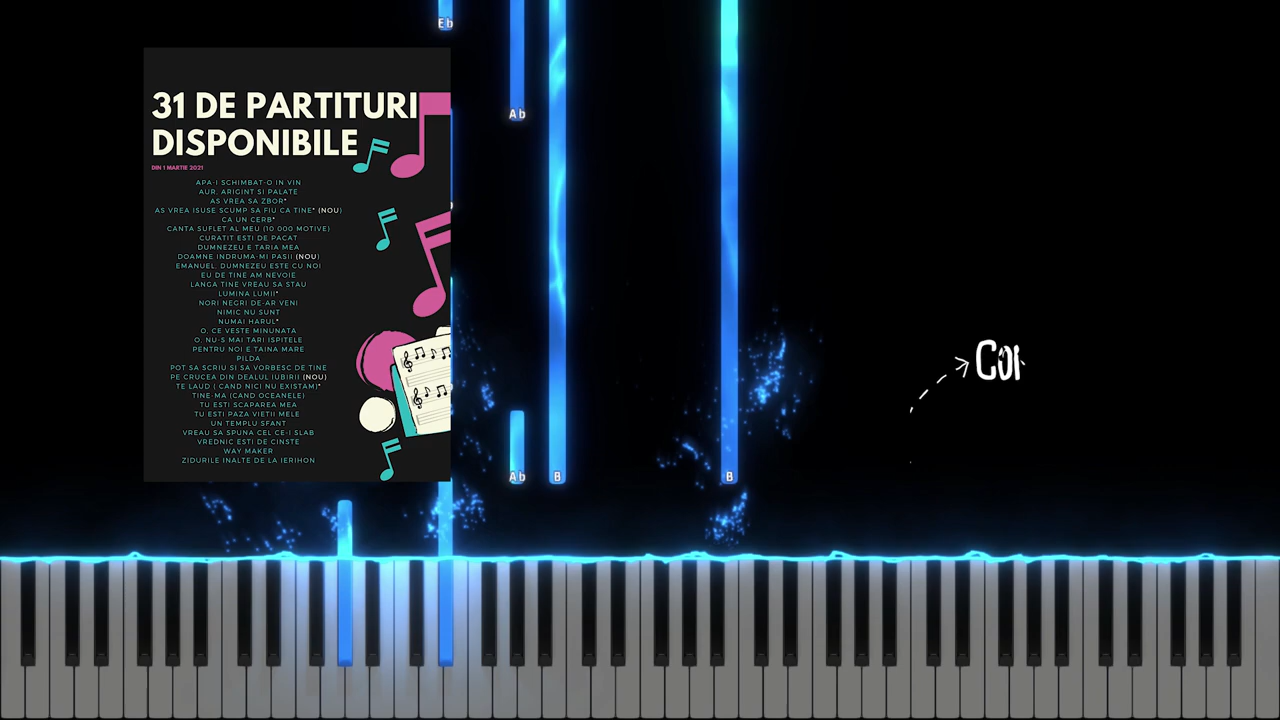 Eb
Ab
31 DE PARTITURI
DISPONIBILE
DIN 1 MARTIE 2021
APA-I SCHIMBAT-O IN VIN
AUR, ARIGINT SI PALATE
AS VREA SA ZBOR*
AS VREA ISUSE SCUMP SA FIU CA TINE* (NOU)
CA UN CERB*
CANTA SUFLET AL MEU (10 000 MOTIVE)
CURATIT ESTI DE PACAT
DUMNEZEU E TARIA MEA
DOAMNE INDRUMA-MI PASII (NOU)
EMANUEL, DUMNEZEU ESTE CU NOI
EU DE TINE AM NEVOIE
LANGA TINE VREAU SA STAU
LUMINA LUMII*
NORI NEGRI DE-AR VENI
NIMIC NU SUNT
NUMAI HARUL*
O, CE VESTE MINUNATA
O, NU-S MAI TARI ISPITELE
PENTRU NOI E TAINA MARE
PILDA
POT SA SCRIU SI SA VORBESC DE TINE
PE CRUCEA DIN DEALUL IUBIRII (NOU)
TE LAUD ( CAND NICI NU EXISTAM)*
TINE-MA (CAND OCEANELE)
TU ESTI SCAPAREA MEA
TU ESTI PAZA VIETII MELE
UN TEMPLU SFANT
VREAU SA SPUNA CEL CE-I SLAB
VREDNIC ESTI DE CINSTE
WAY MAKER
ZIDURILE INALTE DE LA IERIHON
Ab B B